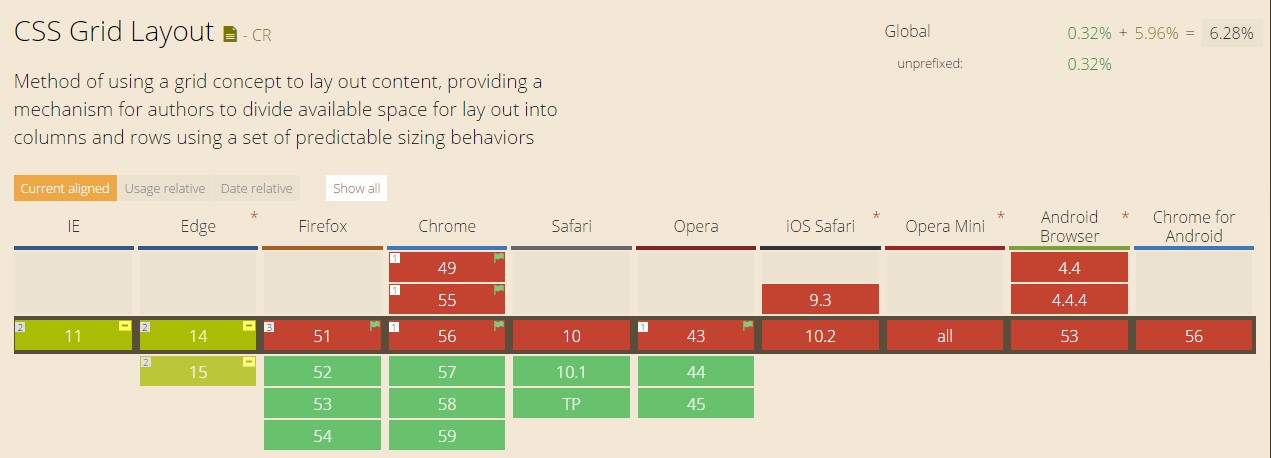 CSS Grid Layout - CR
Global 0.32% + 5.96% = 6.28%
unprefixed: 0.32%
Method of using a grid concept to lay out content, providing a
mechanism for authors to divide available space for lay out into
columns and rows using a set of predictable sizing behaviors
Current aligned Usage relative Date relative Show all
IE Edge * Firefox Chrome Safari Opera iOS Safari * Opera Mini * Android Browser * Chrome for Android
1 49 4.4
1 55 9.3 4.4.4
2 11 2 14 3 51 1 56 10 1 43 10.2 all 53 56
2 15 52 57 10.1 44
53 58 TP 45
54 59